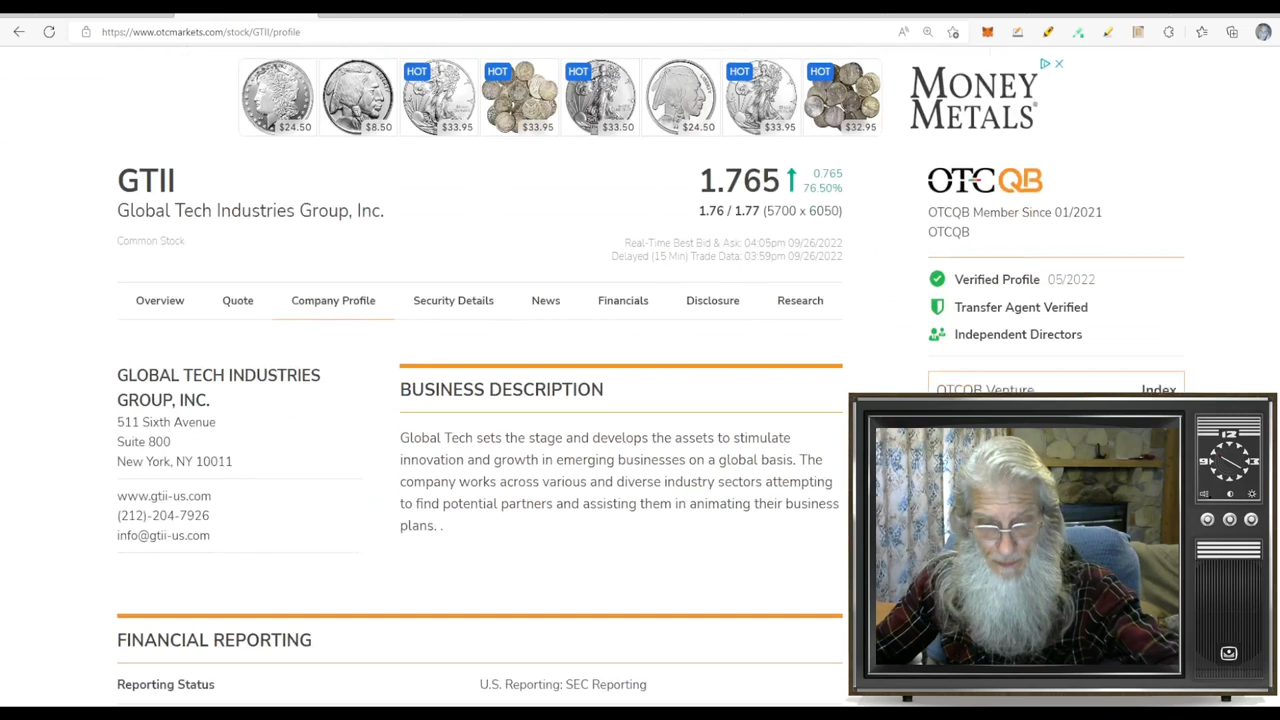 https://www.otcmarkets.com/stock/GTII/profile
HOT HOT HOT HOT HOT
$24.50 $8.50 $33.95 $33.95 $33.50 $24.50 $33.95 $32.95
MONEY
METALS
GTII
Global Tech Industries Group, Inc.
Common Stock
1.765 0.765
76.50%
1.76 / 1.77 (5700 x 6050)
Real-Time Best Bid & Ask: 04:05pm 09/26/2022
Delayed (15 Min) Trade Data: 03:59pm 09/26/2022
OTCQB
OTCQB Member Since 01/2021
OTCQB
Verified Profile 05/2022
Transfer Agent Verified
Independent Directors
OTCQB Venture Index
Overview Quote Company Profile Security Details News Financials Disclosure Research
GLOBAL TECH INDUSTRIES
GROUP, INC.
511 Sixth Avenue
Suite 800
New York, NY 10011
www.gtii-us.com
(212)-204-7926
info@gtii-us.com
BUSINESS DESCRIPTION
Global Tech sets the stage and develops the assets to stimulate
innovation and growth in emerging businesses on a global basis. The
company works across various and diverse industry sectors attempting
to find potential partners and assisting them in animating their business
plans. .
FINANCIAL REPORTING
Reporting Status U.S. Reporting: SEC Reporting
12
9 3